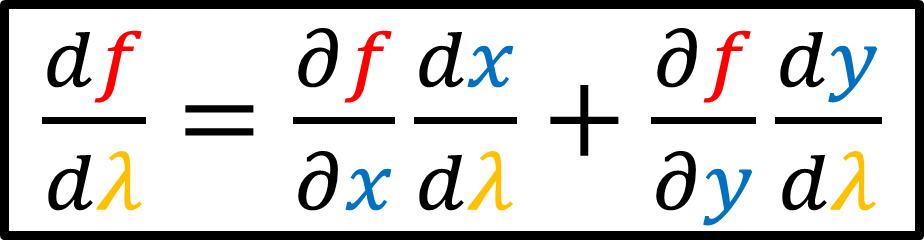 df/dλ = ∂f/∂x dx/dλ + ∂f/∂y dy/dλ